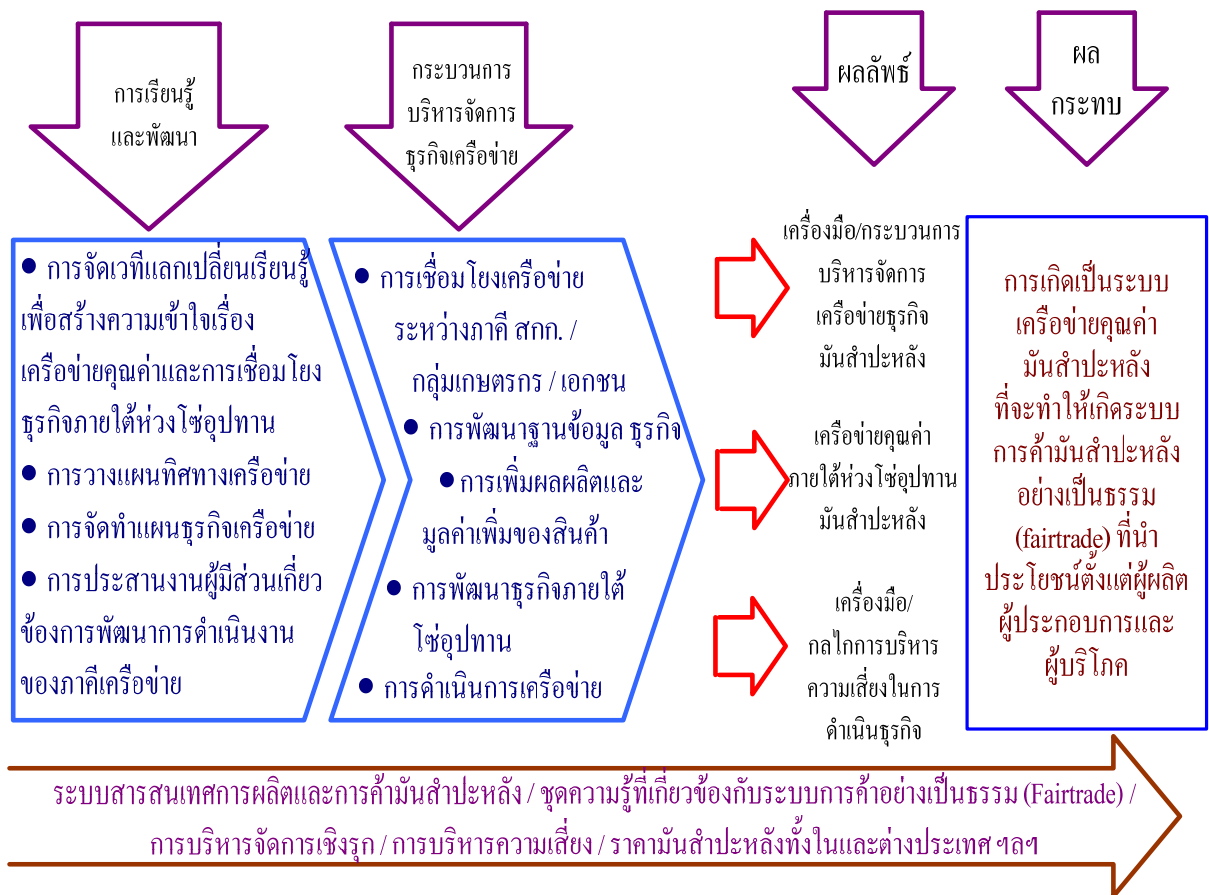 การเรียนรู้
และพัฒนา
กระบวนการ
บริหารจัดการ
ธุรกิจเครือข่าย
ผลลัพธ์
ผล
กระทบ
● การจัดเวทีแลกเปลี่ยนเรียนรู้
เพื่อสร้างความเข้าใจเรื่อง
เครือข่ายคุณค่าและการเชื่อมโยง
ธุรกิจภายใต้ห่วงโซ่อุปทาน
● การวางแผนทิศทางเครือข่าย
● การจัดทำแผนธุรกิจเครือข่าย
● การประสานงานผู้มีส่วนเกี่ยว
ข้องการพัฒนาการดำเนินงาน
ของภาคีเครือข่าย
● การเชื่อมโยงเครือข่าย
ระหว่างภาคี สกก. /
กลุ่มเกษตรกร / เอกชน
● การพัฒนาฐานข้อมูล ธุรกิจ
● การเพิ่มผลผลิตและ
มูลค่าเพิ่มของสินค้า
● การพัฒนาธุรกิจภายใต้
โซ่อุปทาน
● การดำเนินการเครือข่าย
เครื่องมือ/กระบวนการ
บริหารจัดการ
เครือข่ายธุรกิจ
มันสำปะหลัง
เครือข่ายคุณค่า
ภายใต้ห่วงโซ่อุปทาน
มันสำปะหลัง
เครื่องมือ/
กลไกการบริหาร
ความเสี่ยงในการ
ดำเนินธุรกิจ
การเกิดเป็นระบบ
เครือข่ายคุณค่า
มันสำปะหลัง
ที่จะทำให้เกิดระบบ
การค้ามันสำปะหลัง
อย่างเป็นธรรม
(fairtrade) ที่นำ
ประโยชน์ตั้งแต่ผู้ผลิต
ผู้ประกอบการและ
ผู้บริโภค
ระบบสารสนเทศการผลิตและการค้ามันสำปะหลัง / ชุดความรู้ที่เกี่ยวข้องกับระบบการค้าอย่างเป็นธรรม (Fairtrade) /
การบริหารจัดการเชิงรุก / การบริหารความเสี่ยง / ราคามันสำปะหลังทั้งในและต่างประเทศ ฯลฯ